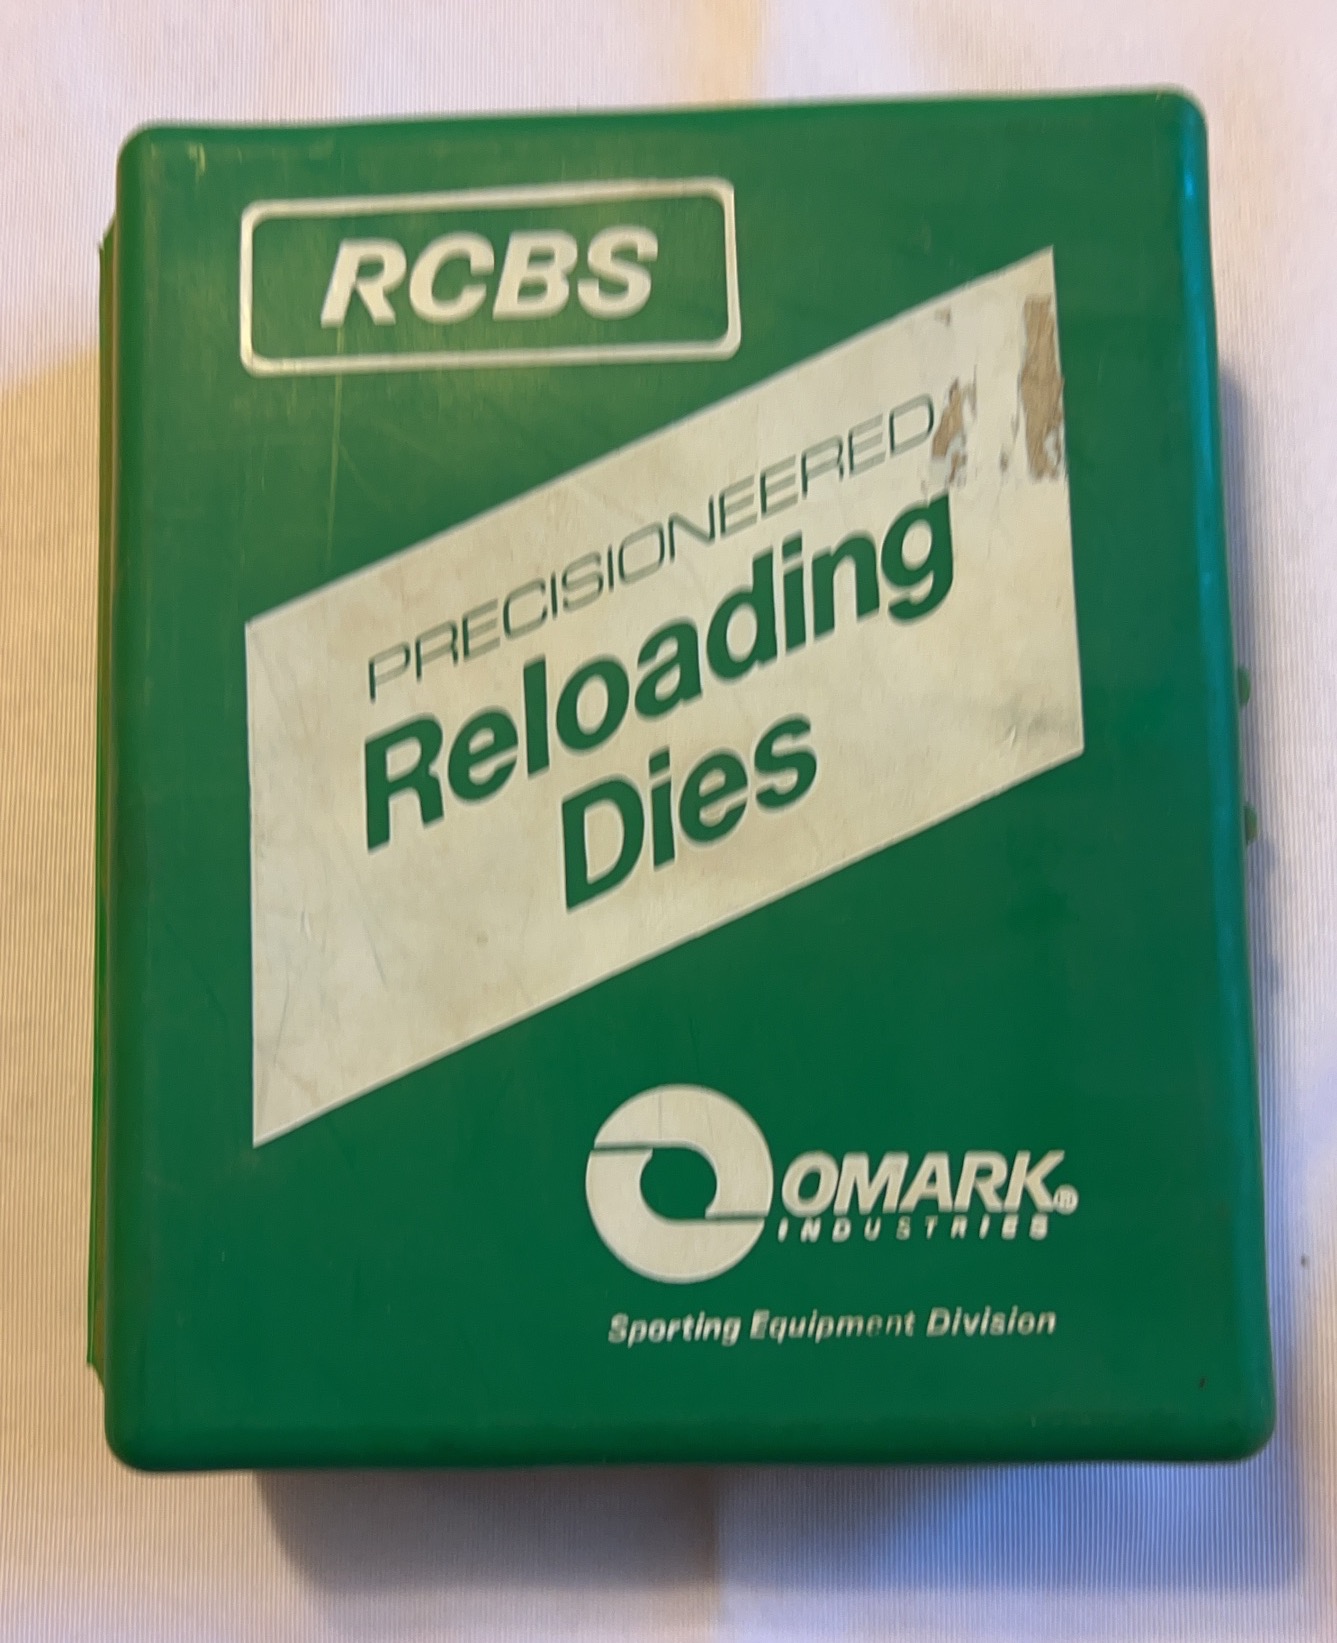 RCBS
PRECISIONEERED
Reloading
Dies
OMARK®
INDUSTRIES
Sporting Equipment Division